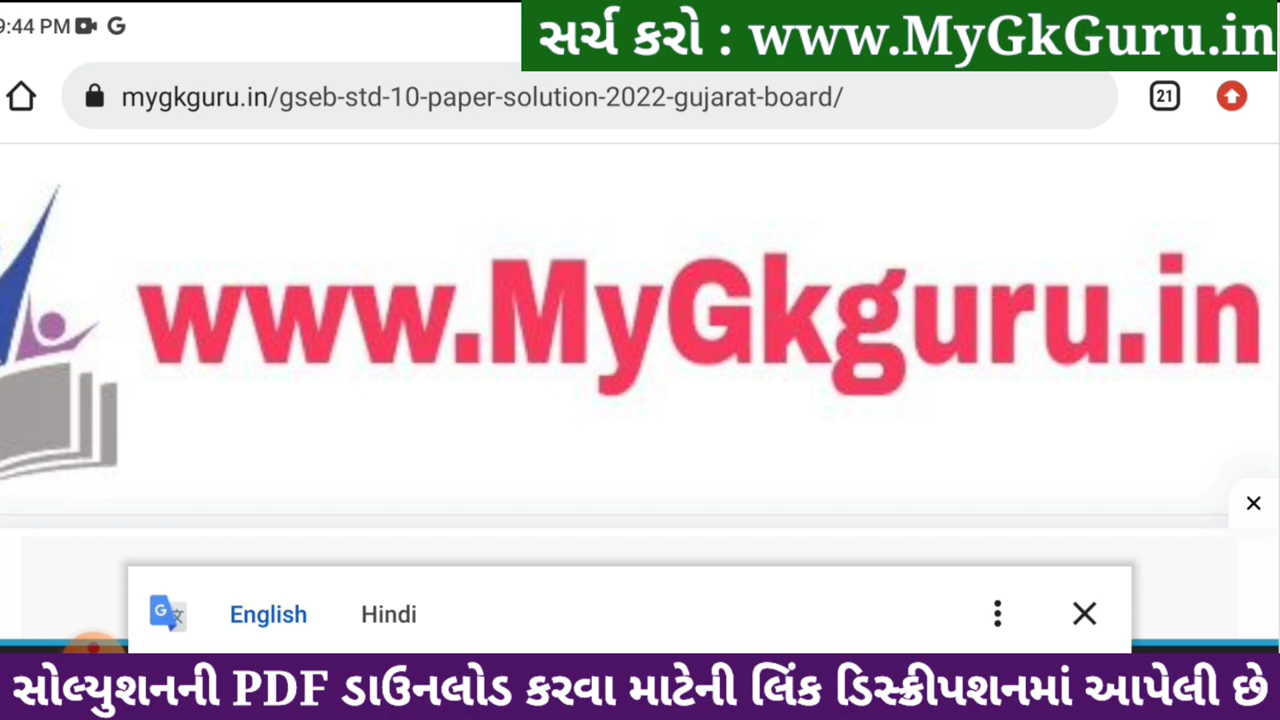 9:44 PM
સર્ચ કરો : www.MyGkGuru.in
mygkguru.in/gseb-std-10-paper-solution-2022-gujarat-board/
21
www.MyGkguru.in
English Hindi
સોલ્યુશનની PDF ડાઉનલોડ કરવા માટેની લિંક ડિસ્ક્રીપશનમાં આપેલી છે